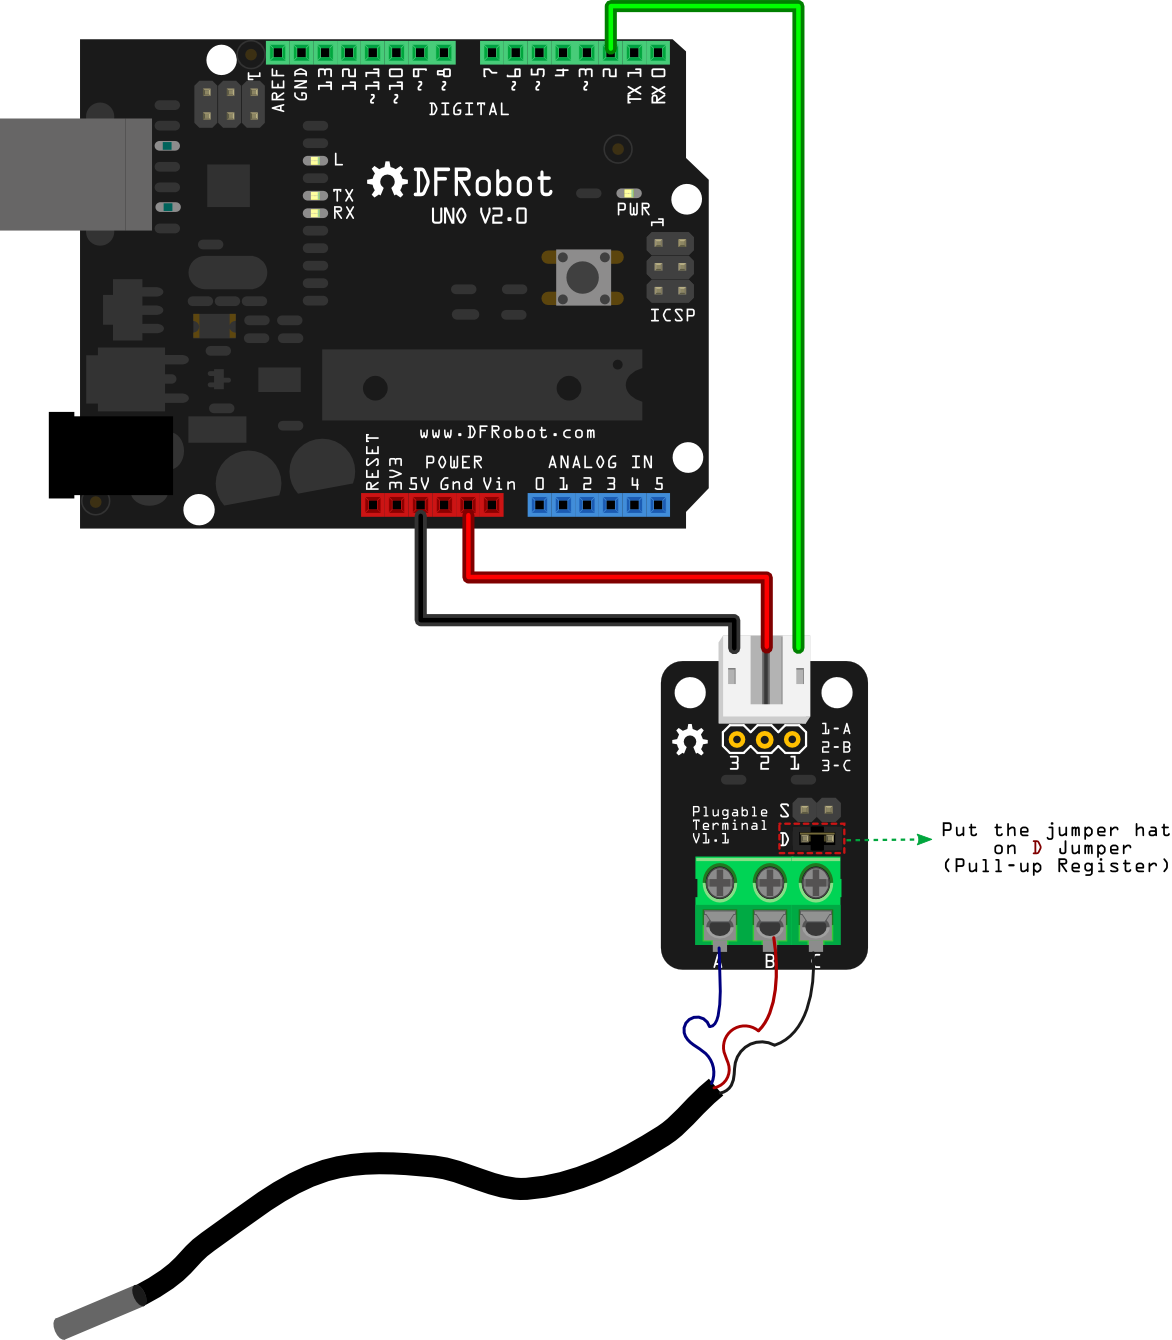 1
AREF
GND
13
12
~11
~10
~9
~8
7
~6
~5
4
~3
2
TX 1
RX 0
DIGITAL
L
TX
RX
DFRobot
UNO V2.0
PWR
1
ICSP
www.DFRobot.com
RESET
3V3
POWER
5V Gnd Vin
ANALOG IN
0 1 2 3 4 5
1-A
2-B
3-C
3 2 1
Plugable
Terminal
V1.1
S
D
Put the jumper hat
on D Jumper
(Pull-up Register)
A B C